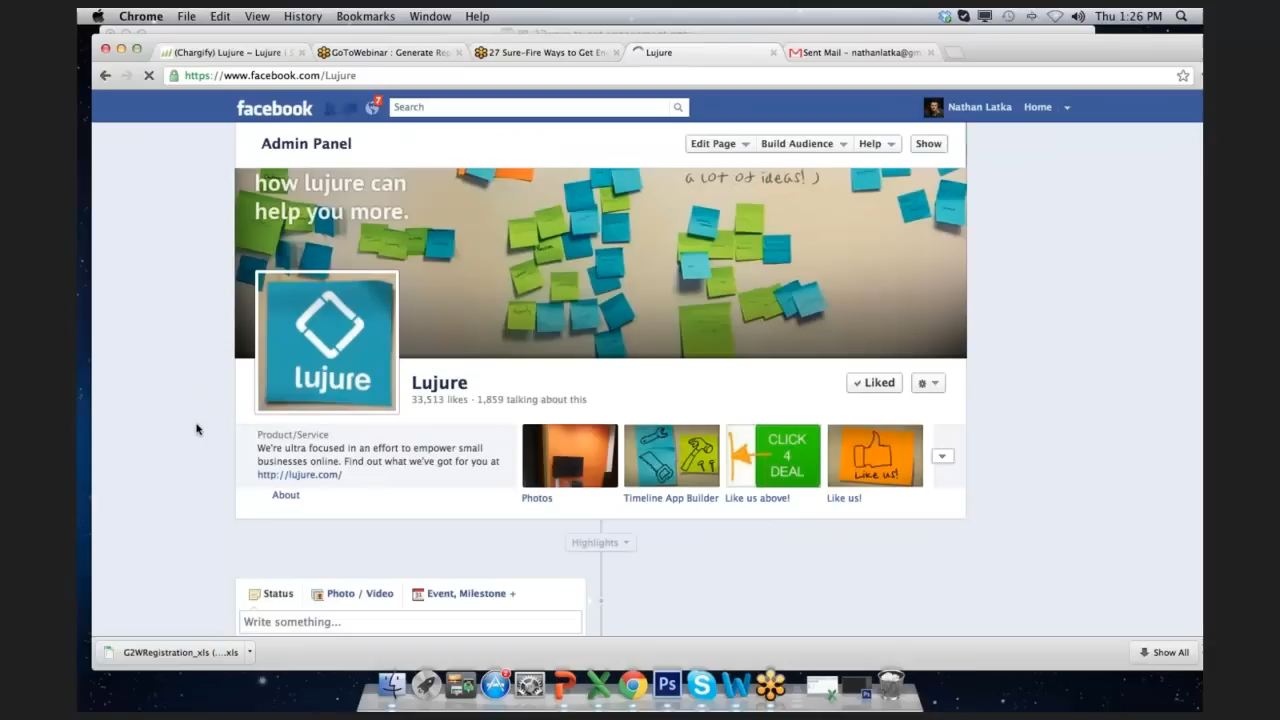 Chrome File Edit View History Bookmarks Window Help Thu 1:26 PM
(Chargify) Lujure ~ Lujure i S GoToWebinar : Generate Re 27 Sure-Fire Ways to Get En Lujure Sent Mail - nathanlatka@gm
https://www.facebook.com/Lujure
facebook 7 Search Nathan Latka Home
Admin Panel Edit Page Build Audience Help Show
how lujure can
help you more.
a LOT OF ideas! )
lujure
Lujure
33,513 likes · 1,859 talking about this
✓ Liked
Product/Service
We're ultra focused in an effort to empower small
businesses online. Find out what we've got for you at
http://lujure.com/
About
CLICK
4
DEAL
Like us!
Photos Timeline App Builder Like us above! Like us!
Highlights
Status Photo / Video 31 Event, Milestone +
Write something...
G2WRegistration_xls (....xls Show All
Ps